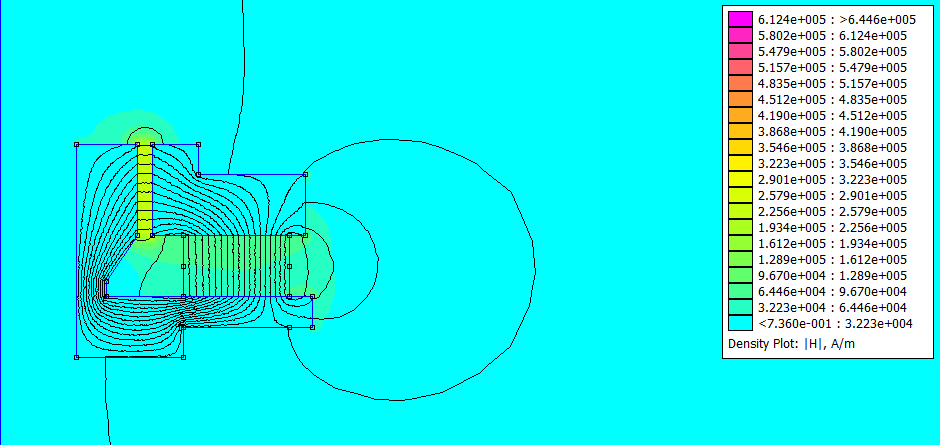 6.124e+005 : >6.446e+005
5.802e+005 : 6.124e+005
5.479e+005 : 5.802e+005
5.157e+005 : 5.479e+005
4.835e+005 : 5.157e+005
4.512e+005 : 4.835e+005
4.190e+005 : 4.512e+005
3.868e+005 : 4.190e+005
3.546e+005 : 3.868e+005
3.223e+005 : 3.546e+005
2.901e+005 : 3.223e+005
2.579e+005 : 2.901e+005
2.256e+005 : 2.579e+005
1.934e+005 : 2.256e+005
1.612e+005 : 1.934e+005
1.289e+005 : 1.612e+005
9.670e+004 : 1.289e+005
6.446e+004 : 9.670e+004
3.223e+004 : 6.446e+004
<7.360e-001 : 3.223e+004
Density Plot: |H|, A/m